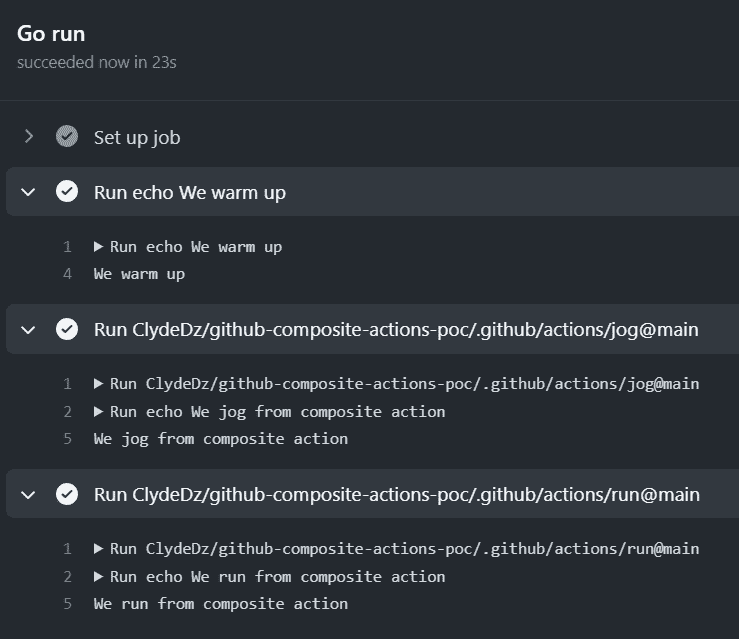 Go run
succeeded now in 23s
Set up job
Run echo We warm up
1 Run echo We warm up
4 We warm up
Run ClydeDz/github-composite-actions-poc/.github/actions/jog@main
1 Run ClydeDz/github-composite-actions-poc/.github/actions/jog@main
2 Run echo We jog from composite action
5 We jog from composite action
Run ClydeDz/github-composite-actions-poc/.github/actions/run@main
1 Run ClydeDz/github-composite-actions-poc/.github/actions/run@main
2 Run echo We run from composite action
5 We run from composite action